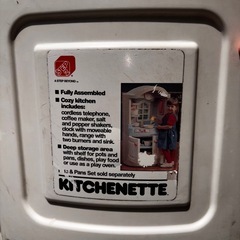 A STEP BEYOND
■ Fully Assembled
■ Cozy kitchen
includes:
cordless telephone,
coffee maker, salt
and pepper shakers,
clock with moveable
hands, range with
two burners and sink.
■ Deep storage area
with shelf for pots and
pans, dishes, play food
or use as a play oven.
& Pans Set sold separately
KITCHENETTE